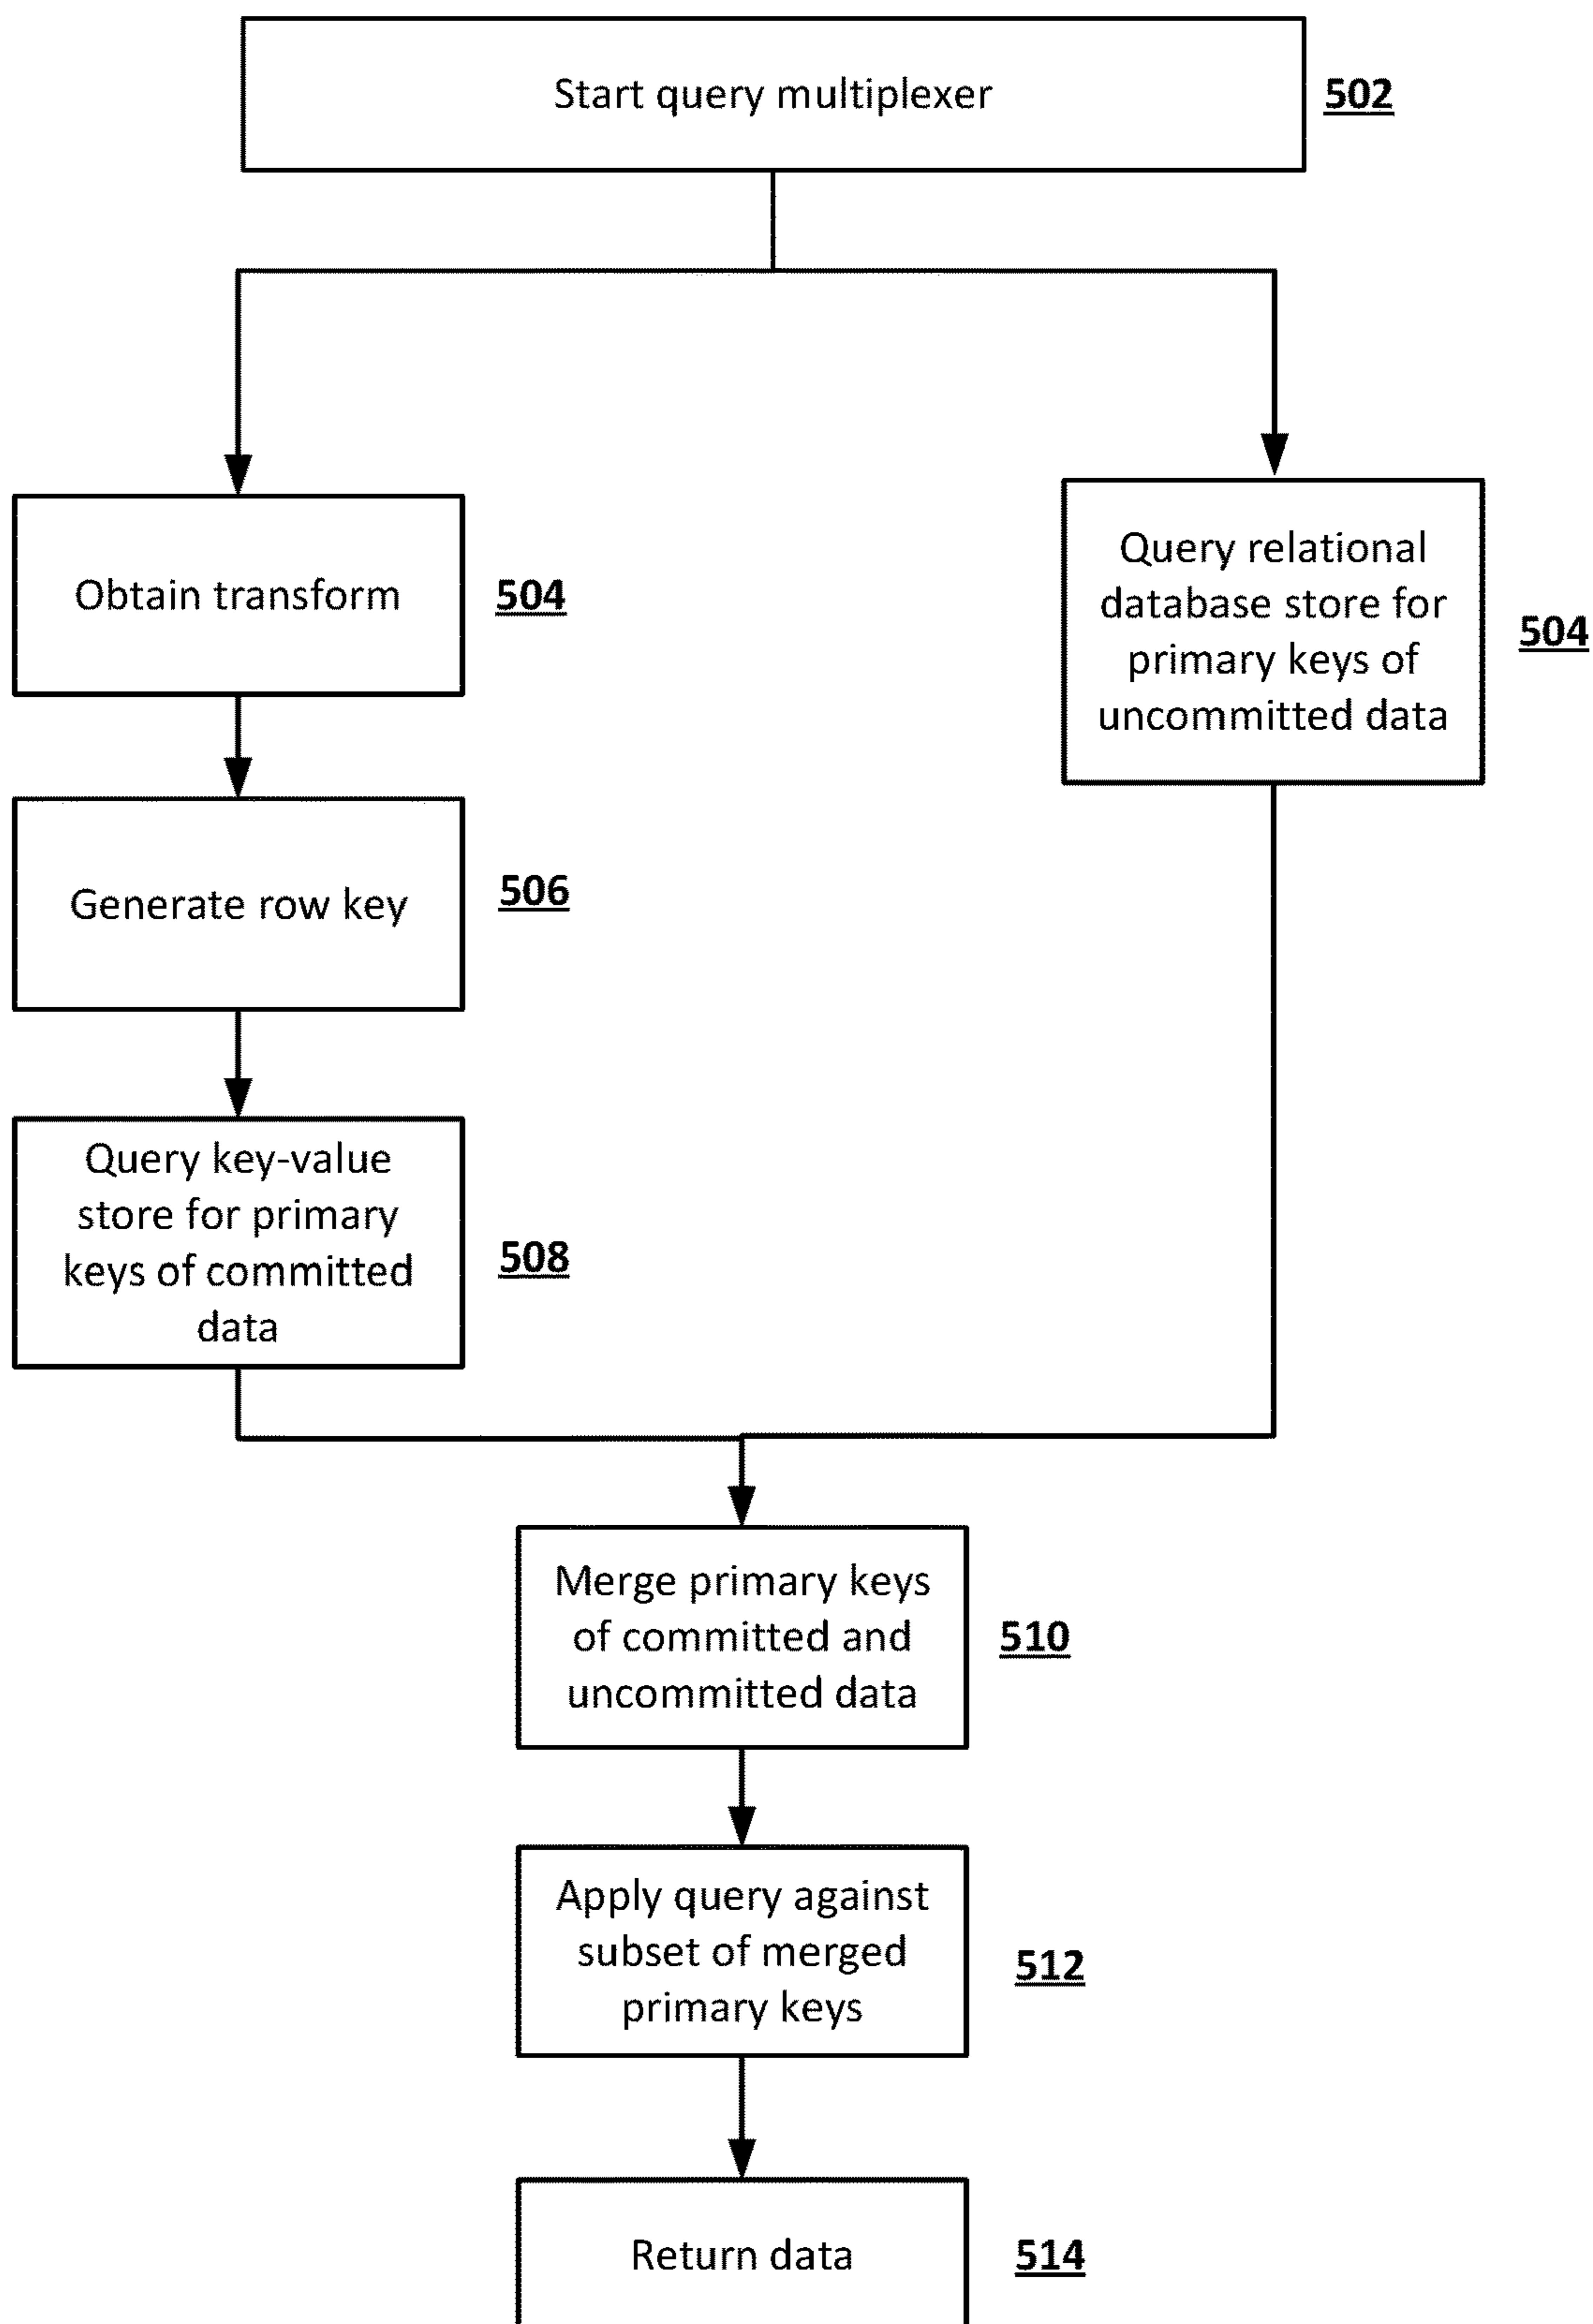 Start query multiplexer
502
Obtain transform
504
Query relational
database store for
primary keys of
uncommitted data
504
Generate row key
506
Query key-value
store for primary
keys of committed
data
508
Merge primary keys
of committed and
uncommitted data
510
Apply query against
subset of merged
primary keys
512
Return data
514